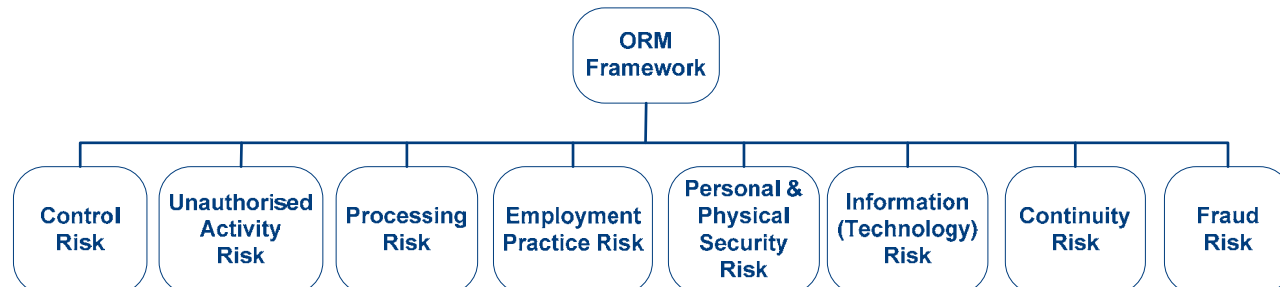 ORM
Framework
Control
Risk
Unauthorised
Activity
Risk
Processing
Risk
Employment
Practice Risk
Personal &
Physical
Security
Risk
Information
(Technology)
Risk
Continuity
Risk
Fraud
Risk